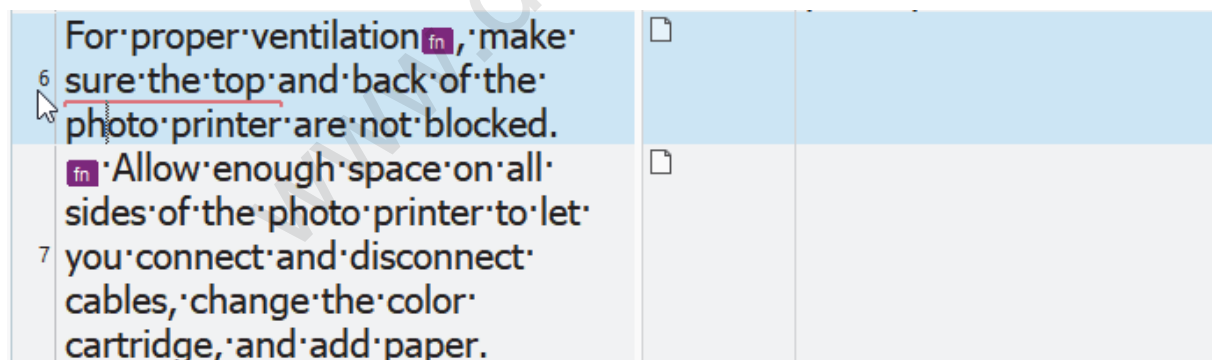 For·proper·ventilation fn,·make·
6 sure·the·top·and·back·of·the·
photo·printer·are·not·blocked.
fn·Allow·enough·space·on·all·
sides·of·the·photo·printer·to·let·
7 you·connect·and·disconnect·
cables,·change·the·color·
cartridge,·and·add·paper.
www.d